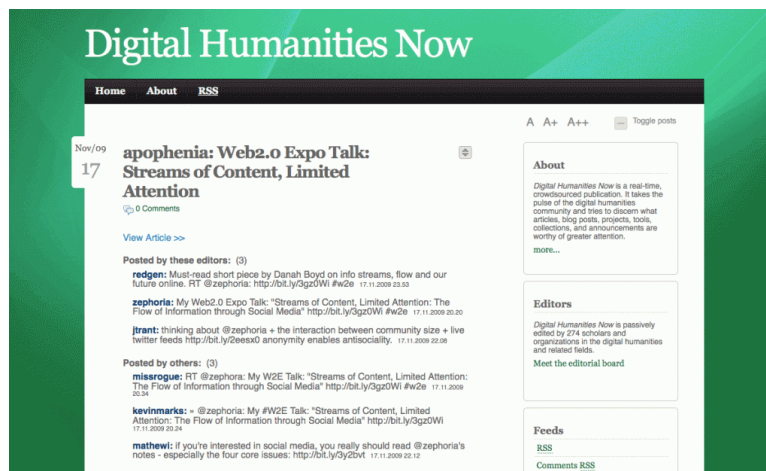 Digital Humanities Now
Home About RSS
A A+ A++ Toggle posts
Nov/09
17
apophenia: Web2.0 Expo Talk:
Streams of Content, Limited
Attention
0 Comments
View Article >>
Posted by these editors: (3)
redgen: Must-read short piece by Danah Boyd on info streams, flow and our
future online. RT @zephoria: http://bit.ly/3gz0Wi #w2e 17.11.2009 23.53
zephoria: My Web2.0 Expo Talk: "Streams of Content, Limited Attention: The
Flow of Information through Social Media" http://bit.ly/3gz0Wi #w2e 17.11.2009 20.20
jtrant: thinking about @zephoria + the interaction between community size + live
twitter feeds http://bit.ly/2eesx0 anonymity enables antisociality. 17.11.2009 22.08
Posted by others: (3)
missrogue: RT @zephora: My W2E Talk: "Streams of Content, Limited Attention:
The Flow of Information through Social Media" http://bit.ly/3gz0Wi #w2e 17.11.2009
20.34
kevinmarks: » @zephoria: My #W2E Talk: "Streams of Content, Limited
Attention: The Flow of Information through Social Media" http://bit.ly/3gz0Wi
17.11.2009 20.24
mathewi: if you're interested in social media, you really should read @zephoria's
notes - especially the four core issues: http://bit.ly/3y2bvt 17.11.2009 22.12
About
Digital Humanities Now is a real-time,
crowdsourced publication. It takes the
pulse of the digital humanities
community and tries to discern what
articles, blog posts, projects, tools,
collections, and announcements are
worthy of greater attention.
more...
Editors
Digital Humanities Now is passively
edited by 274 scholars and
organizations in the digital humanities
and related fields.
Meet the editorial board
Feeds
RSS
Comments RSS